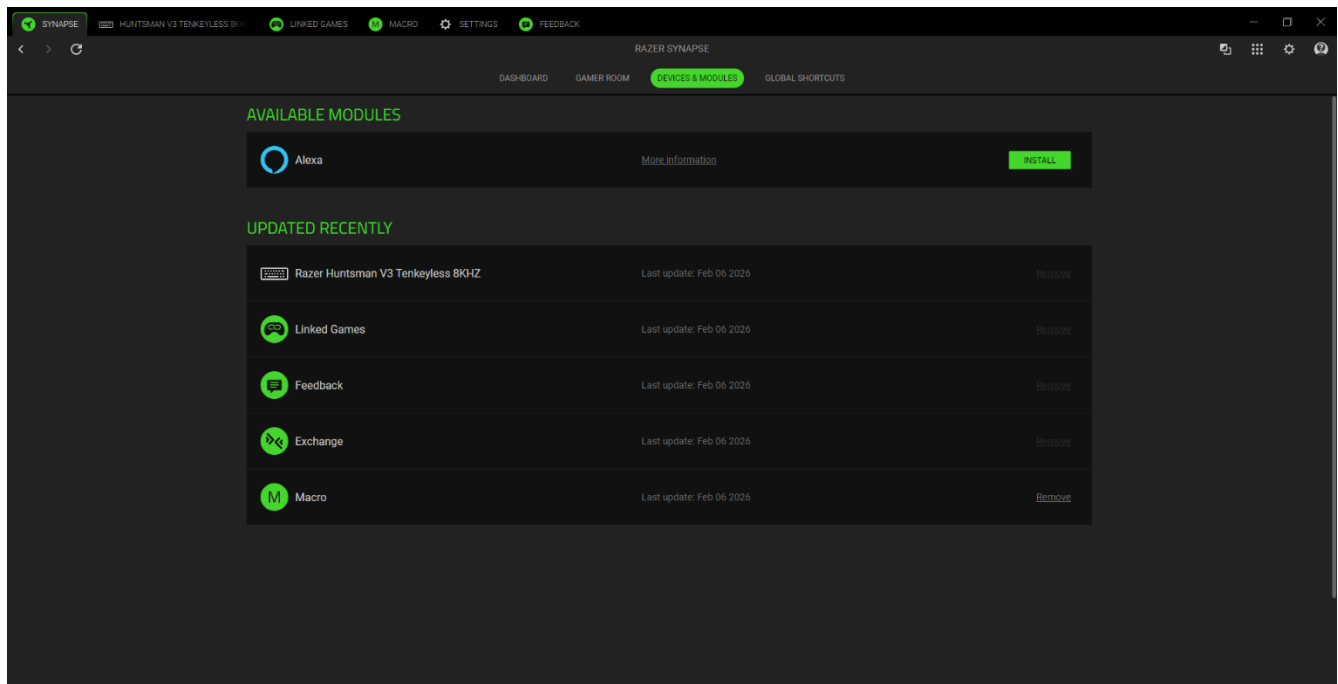 SYNAPSE HUNTSMAN V3 TENKEYLESS LINKED GAMES M MACRO SETTINGS FEEDBACK
RAZER SYNAPSE
DASHBOARD GAMER ROOM DEVICES & MODULES GLOBAL SHORTCUTS
AVAILABLE MODULES
Alexa More information INSTALL
UPDATED RECENTLY
Razer Huntsman V3 Tenkeyless 8KHZ Last update: Feb 06 2026 Remove
Linked Games Last update: Feb 06 2026 Remove
Feedback Last update: Feb 06 2026 Remove
Exchange Last update: Feb 06 2026 Remove
M Macro Last update: Feb 06 2026 Remove